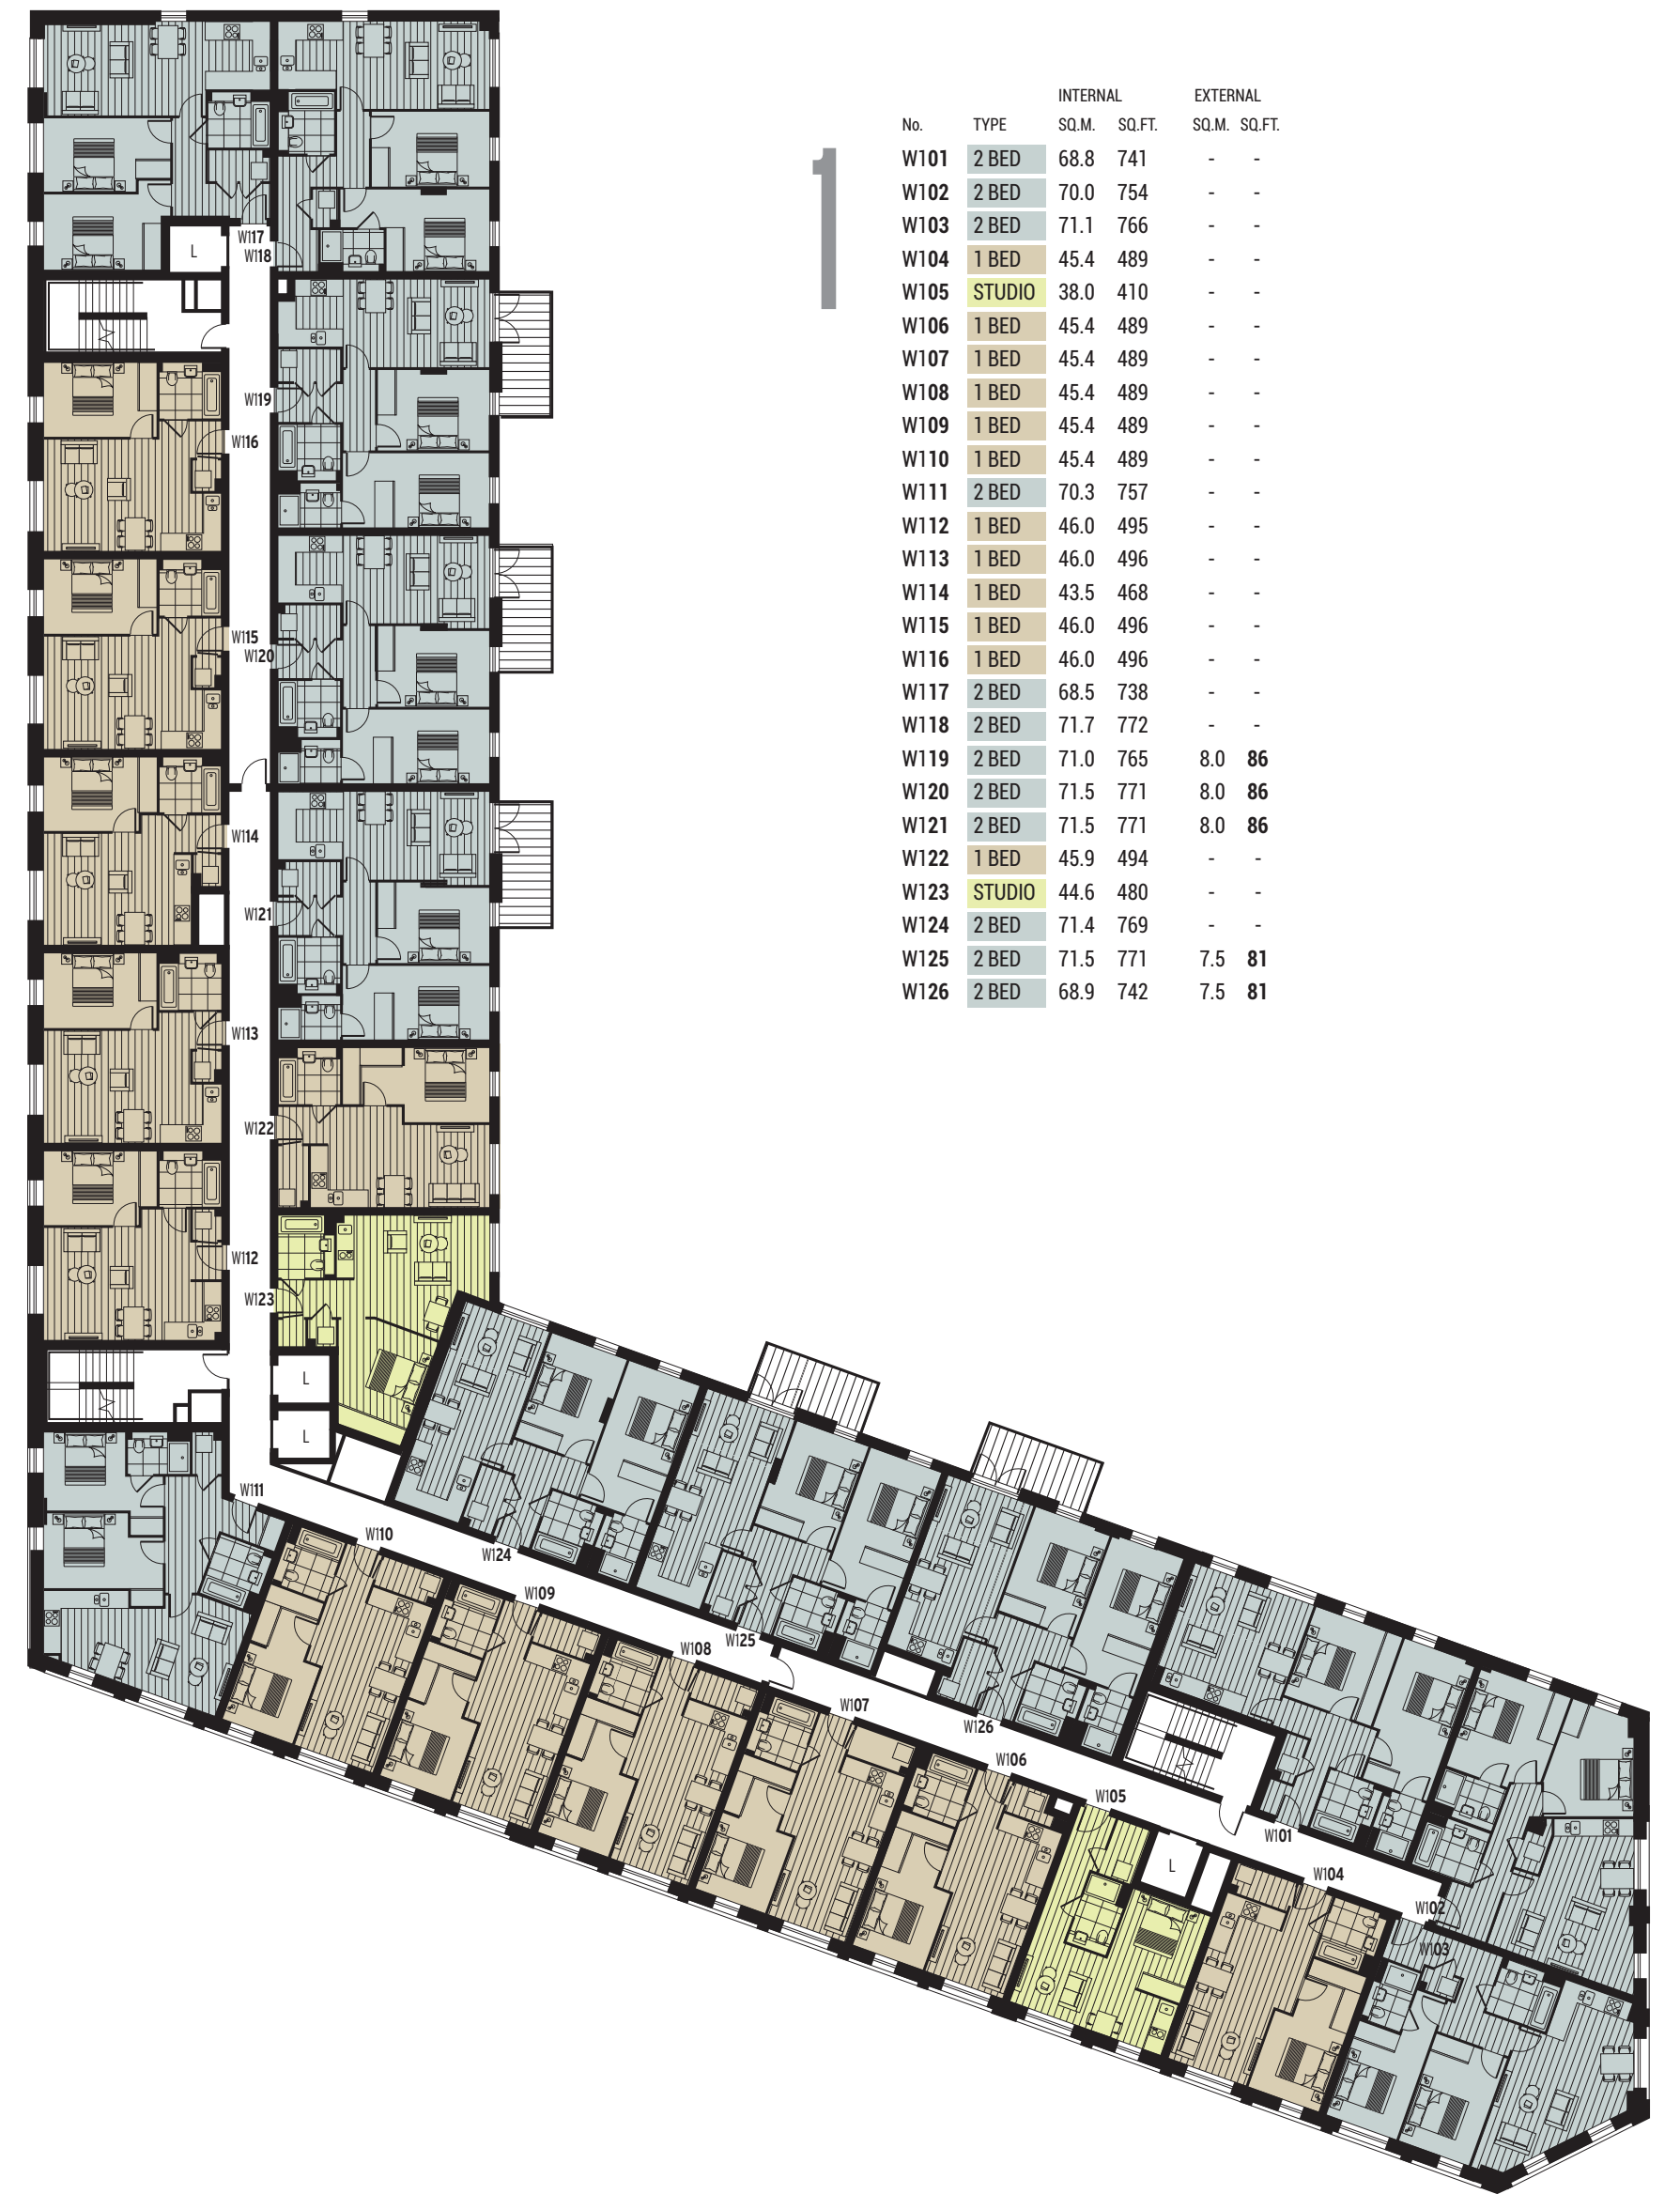 1
INTERNAL EXTERNAL
No. TYPE SQ.M. SQ.FT. SQ.M. SQ.FT.
W101 2 BED 68.8 741 - -
W102 2 BED 70.0 754 - -
W103 2 BED 71.1 766 - -
W104 1 BED 45.4 489 - -
W105 STUDIO 38.0 410 - -
W106 1 BED 45.4 489 - -
W107 1 BED 45.4 489 - -
W108 1 BED 45.4 489 - -
W109 1 BED 45.4 489 - -
W110 1 BED 45.4 489 - -
W111 2 BED 70.3 757 - -
W112 1 BED 46.0 495 - -
W113 1 BED 46.0 496 - -
W114 1 BED 43.5 468 - -
W115 1 BED 46.0 496 - -
W116 1 BED 46.0 496 - -
W117 2 BED 68.5 738 - -
W118 2 BED 71.7 772 - -
W119 2 BED 71.0 765 8.0 86
W120 2 BED 71.5 771 8.0 86
W121 2 BED 71.5 771 8.0 86
W122 1 BED 45.9 494 - -
W123 STUDIO 44.6 480 - -
W124 2 BED 71.4 769 - -
W125 2 BED 71.5 771 7.5 81
W126 2 BED 68.9 742 7.5 81
W117
L
W118
W119
W116
W115
W120
W114
W121
W113
W122
W112
W123
L
L
W111
W110
W124
W109
W125
W108
W107
W126
W106
W105
W101
L
W104
W102
W103